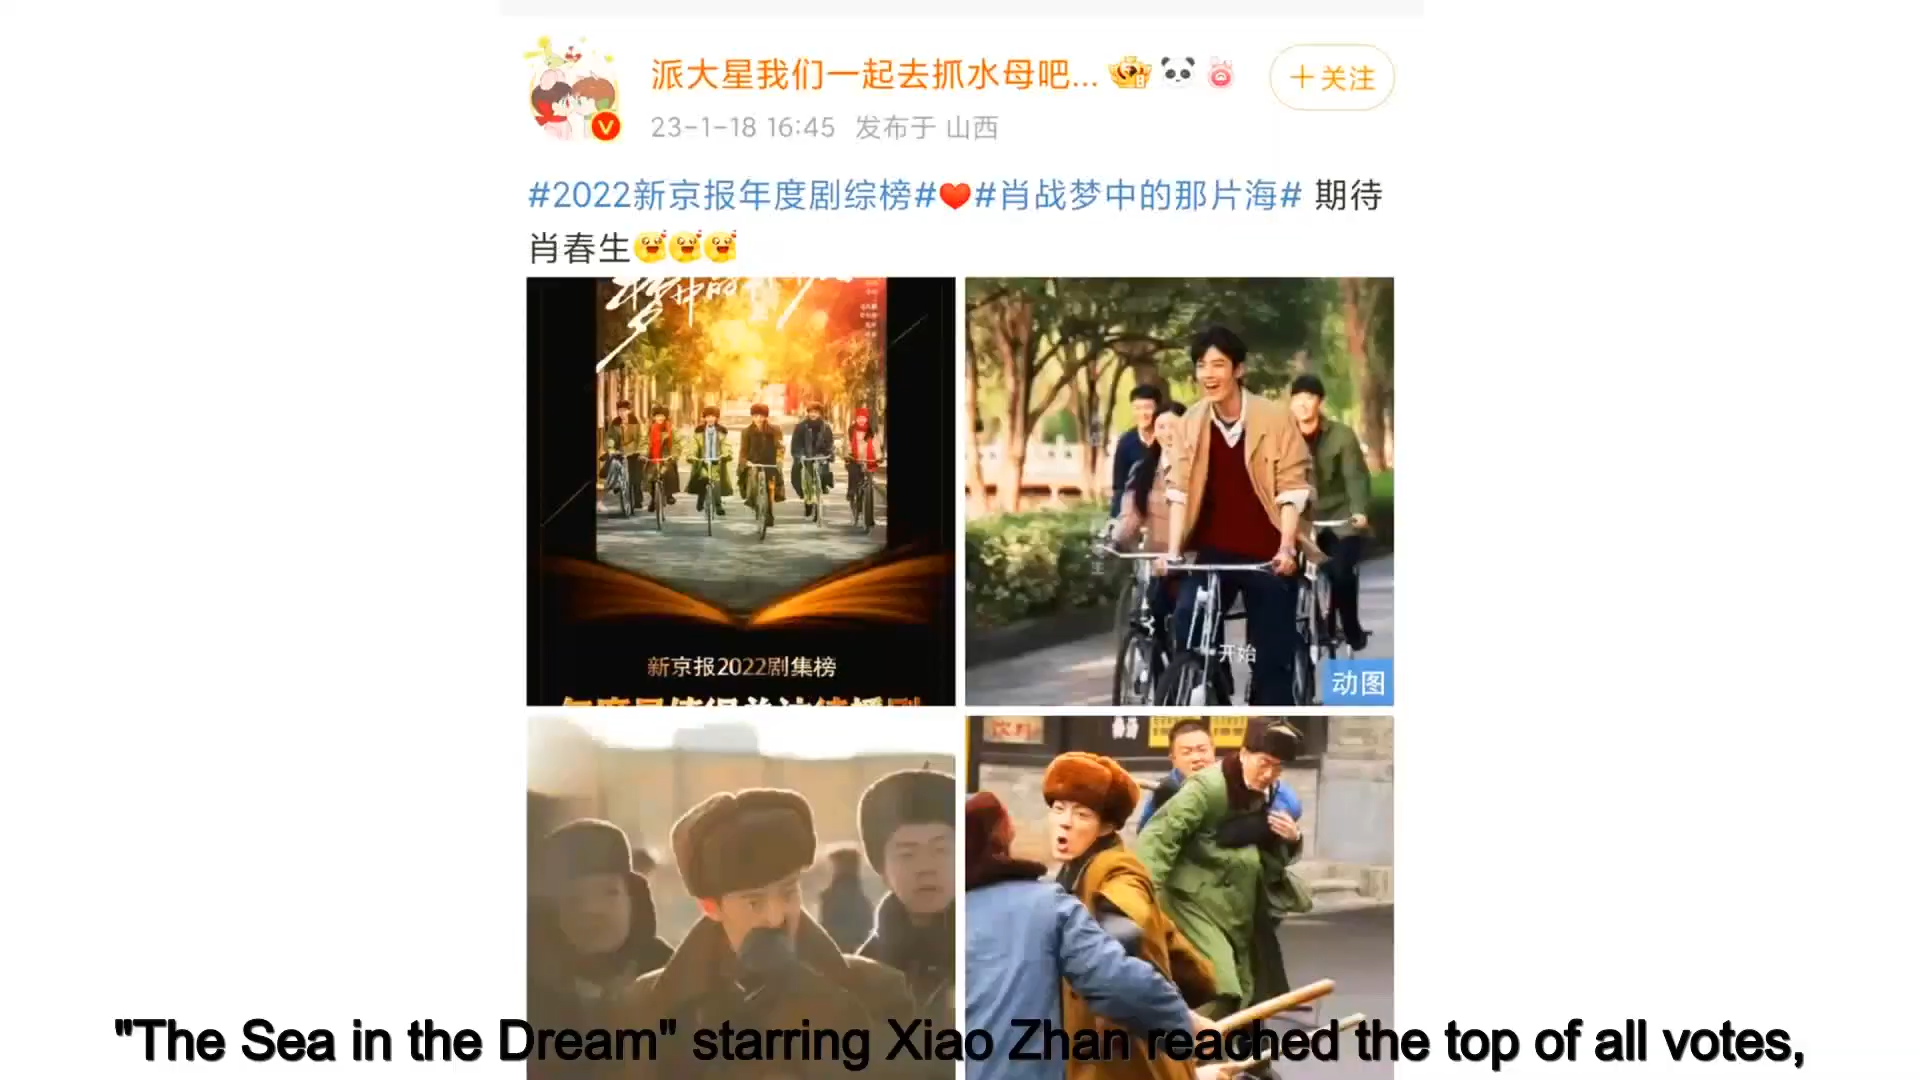 派大星我们一起去抓水母吧...
+关注
23-1-18 16:45 发布于 山西
#2022新京报年度剧综榜#❤️#肖战梦中的那片海# 期待
肖春生
新京报2022剧集榜
开始
动图
饮料
"The Sea in the Dream" starring Xiao Zhan reached the top of all votes,